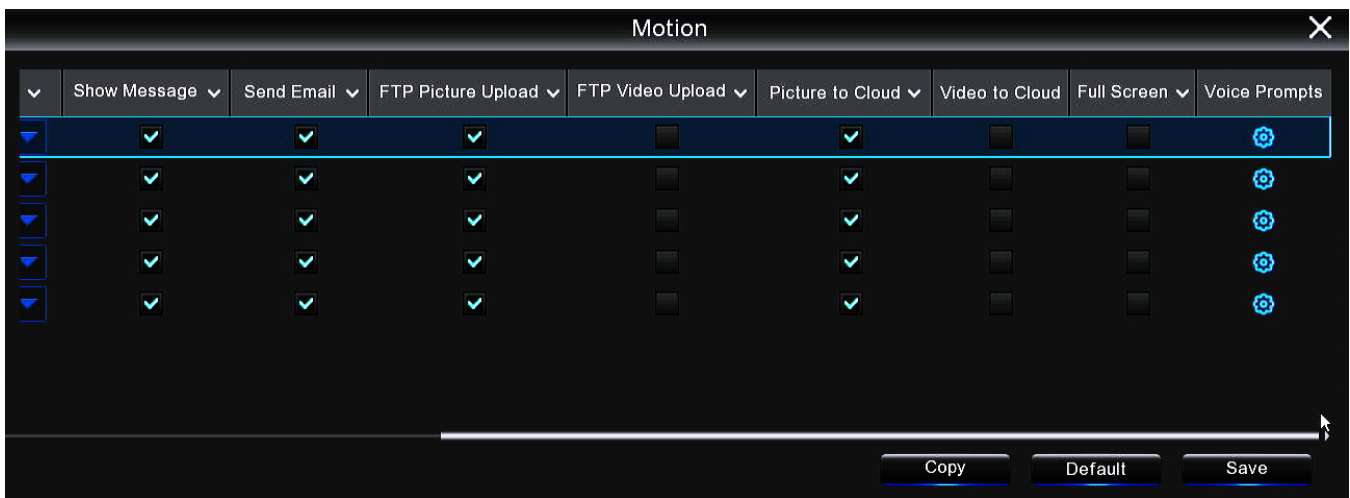 Motion
Show Message Send Email FTP Picture Upload FTP Video Upload Picture to Cloud Video to Cloud Full Screen Voice Prompts
Copy Default Save